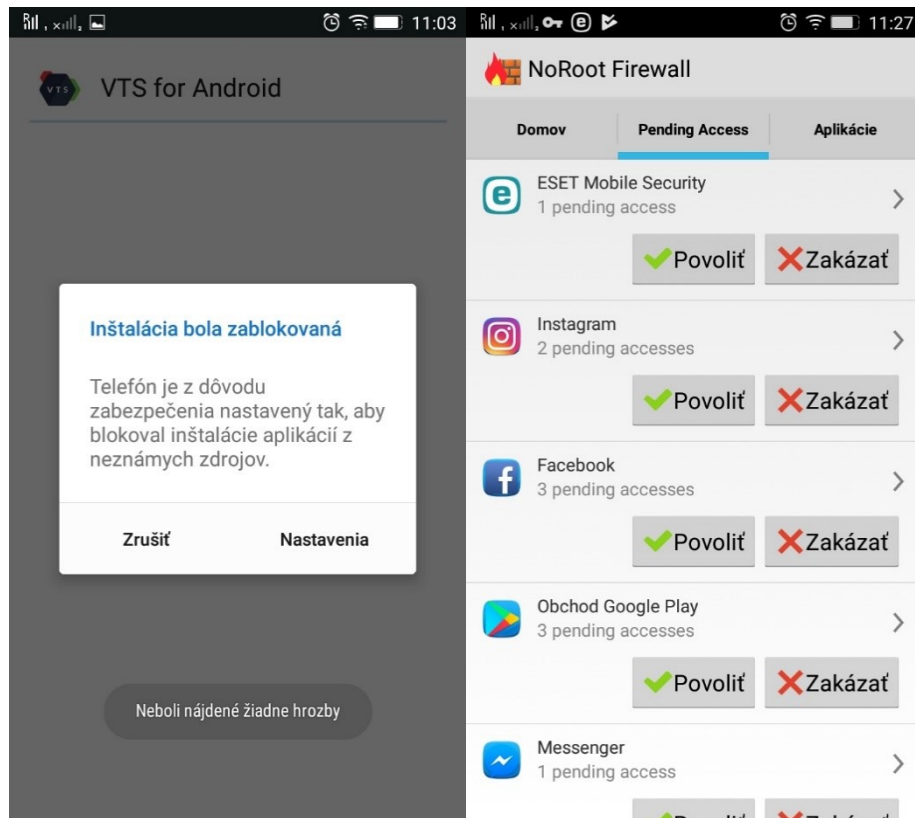 11:03
VTS
VTS for Android
Inštalácia bola zablokovaná
Telefón je z dôvodu
zabezpečenia nastavený tak, aby
blokoval inštalácie aplikácií z
neznámych zdrojov.
Zrušiť Nastavenia
Neboli nájdené žiadne hrozby
11:27
NoRoot Firewall
Domov Pending Access Aplikácie
ESET Mobile Security
1 pending access
Povoliť Zakázať
Instagram
2 pending accesses
Povoliť Zakázať
Facebook
3 pending accesses
Povoliť Zakázať
Obchod Google Play
3 pending accesses
Povoliť Zakázať
Messenger
1 pending access